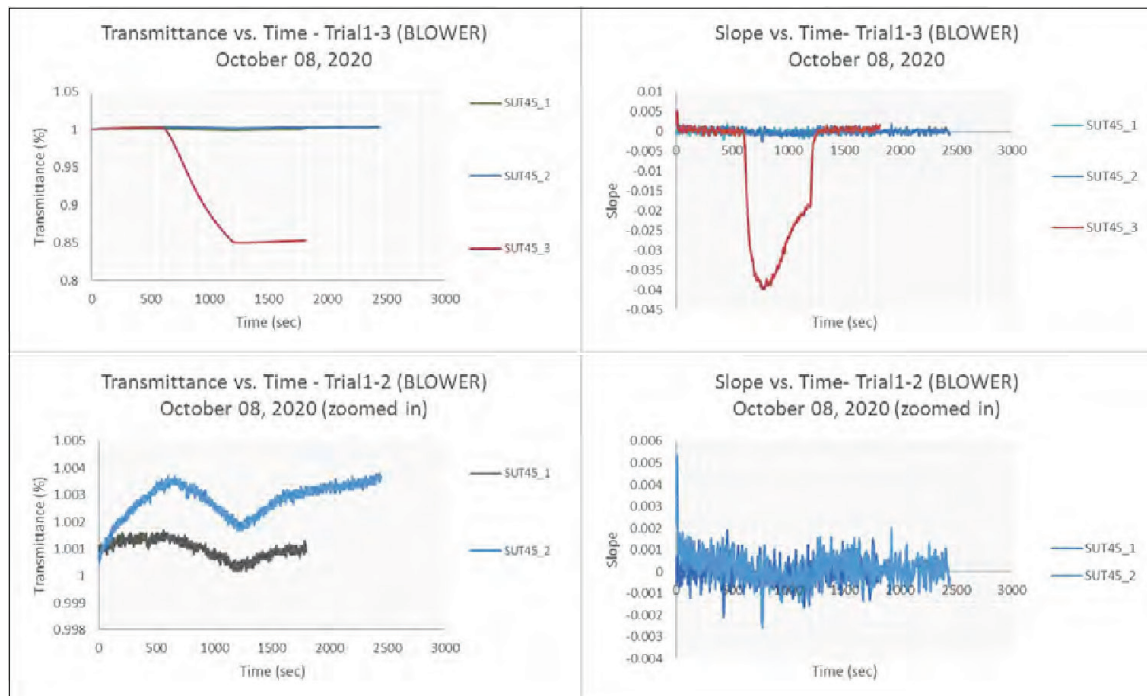 Transmittance vs. Time - Trial1-3 (BLOWER)
October 08, 2020
1.05
1
0.95
0.9
0.85
0.8
Transmittance (%)
0 500 1000 1500 2000 2500 3000
Time (sec)
SUT45_1
SUT45_2
SUT45_3
Slope vs. Time- Trial1-3 (BLOWER)
October 08, 2020
0.01
0.005
0
-0.005
-0.01
-0.015
-0.02
-0.025
-0.03
-0.035
-0.04
-0.045
Slope
0 500 1000 1500 2000 2500 3000
Time (sec)
SUT45_1
SUT45_2
SUT45_3
Transmittance vs. Time - Trial1-2 (BLOWER)
October 08, 2020 (zoomed in)
1.005
1.004
1.003
1.002
1.001
1
0.999
0.998
Transmittance (%)
0 500 1000 1500 2000 2500 3000
Time (sec)
SUT45_1
SUT45_2
Slope vs. Time- Trial1-2 (BLOWER)
October 08, 2020 (zoomed in)
0.006
0.005
0.004
0.003
0.002
0.001
0
-0.001
-0.002
-0.003
-0.004
Slope
0 500 1000 1500 2000 2500 3000
Time (sec)
SUT45_1
SUT45_2